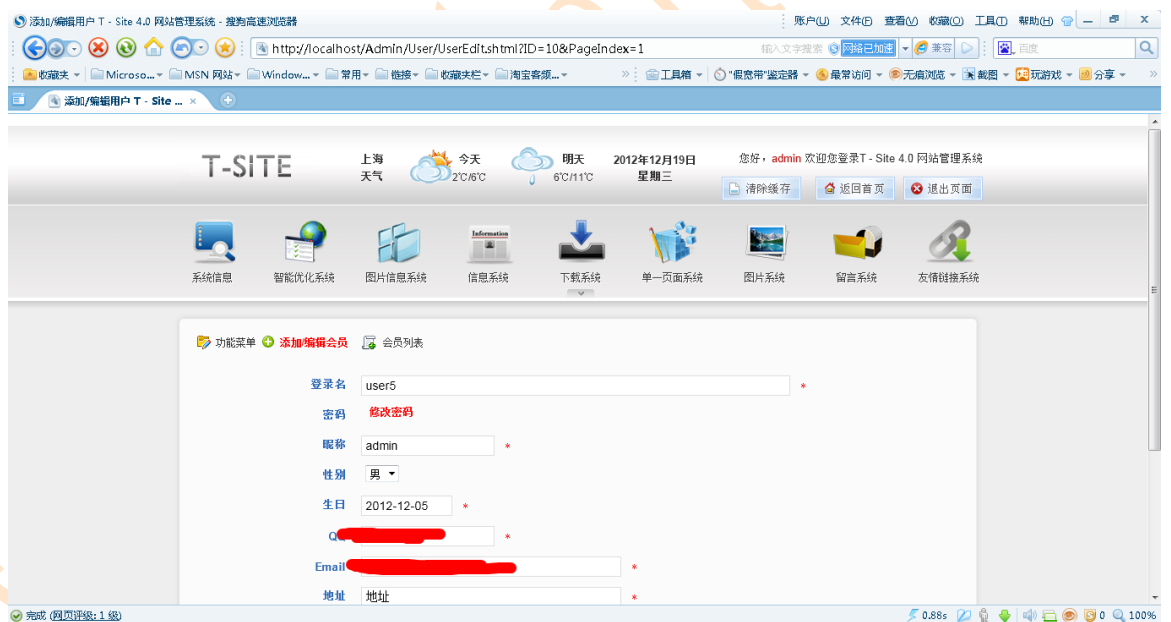 添加/编辑用户 T - Site 4.0 网站管理系统 - 搜狗高速浏览器 账户(U) 文件(F) 查看(V) 收藏(O) 工具(T) 帮助(H)
http://localhost/Admin/User/UserEdit.shtml?ID=10&PageIndex=1 输入文字搜索 网络已加速 兼容 百度
收藏夹 Microso... MSN 网站 Window... 常用 链接 收藏夹栏 淘宝客频... » 工具箱 "假宽带"鉴定器 最常访问 无痕浏览 截图 玩游戏 分享 »
添加/编辑用户 T - Site ... ×
T-SITE
上海 天气
今天 2℃/6℃
明天 6℃/11℃
2012年12月19日 星期三
您好,admin 欢迎您登录T - Site 4.0 网站管理系统
清除缓存 返回首页 退出页面
Information
系统信息 智能优化系统 图片信息系统 信息系统 下载系统 单一页面系统 图片系统 留言系统 友情链接系统
功能菜单 添加/编辑会员 会员列表
登录名 user5 *
密码 修改密码
昵称 admin *
性别 男
生日 2012-12-05 *
*
Email *
地址 地址 *
完成 (网页评级: 1 级) 0.88s 0 100%